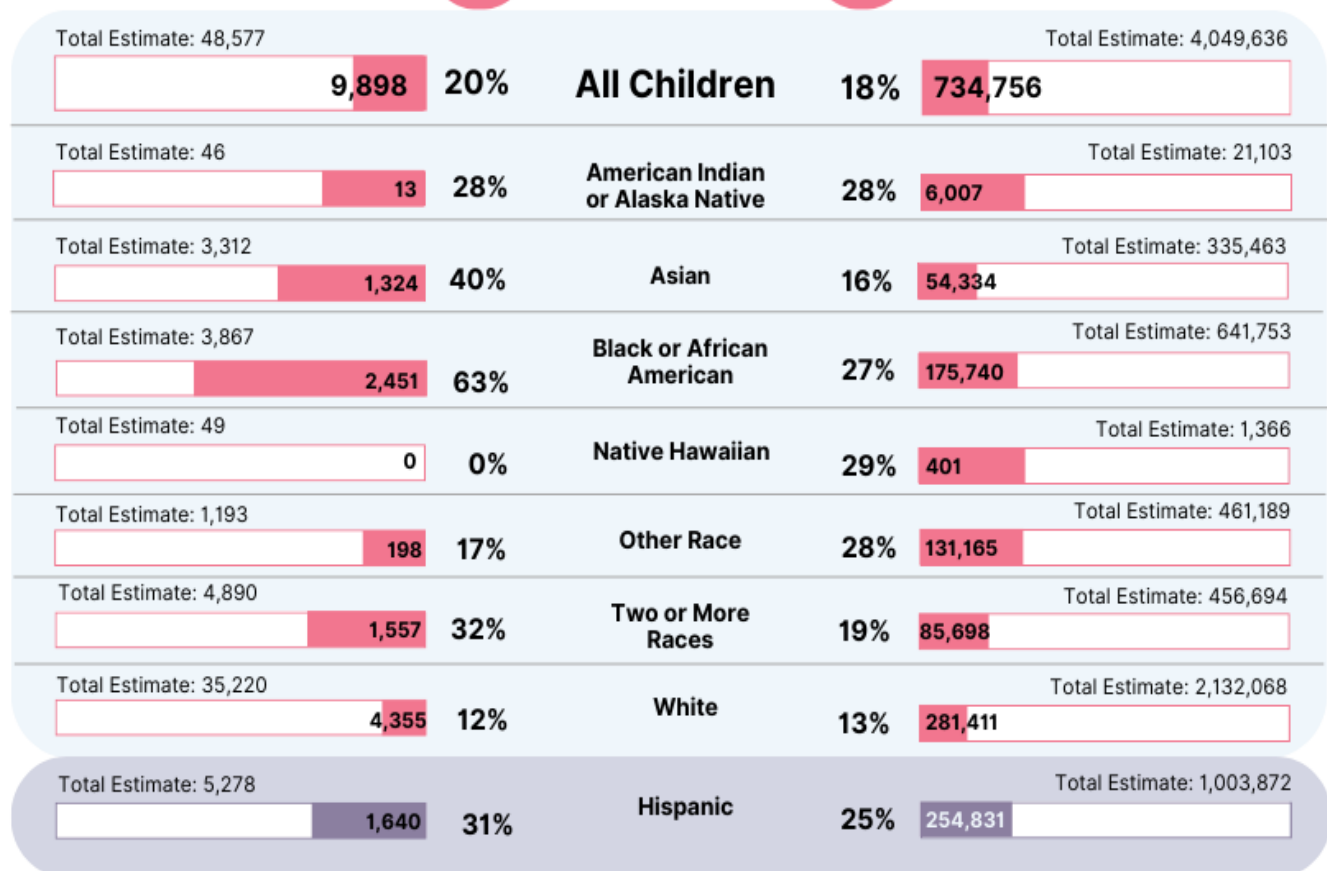 Total Estimate: 48,577
Total Estimate: 4,049,636
9,898
20%
All Children
18%
734,756
Total Estimate: 46
Total Estimate: 21,103
13
28%
American Indian
or Alaska Native
28%
6,007
Total Estimate: 3,312
Total Estimate: 335,463
1,324
40%
Asian
16%
54,334
Total Estimate: 3,867
Total Estimate: 641,753
2,451
63%
Black or African
American
27%
175,740
Total Estimate: 49
Total Estimate: 1,366
0
0%
Native Hawaiian
29%
401
Total Estimate: 1,193
Total Estimate: 461,189
198
17%
Other Race
28%
131,165
Total Estimate: 4,890
Total Estimate: 456,694
1,557
32%
Two or More
Races
19%
85,698
Total Estimate: 35,220
Total Estimate: 2,132,068
4,355
12%
White
13%
281,411
Total Estimate: 5,278
Total Estimate: 1,003,872
1,640
31%
Hispanic
25%
254,831